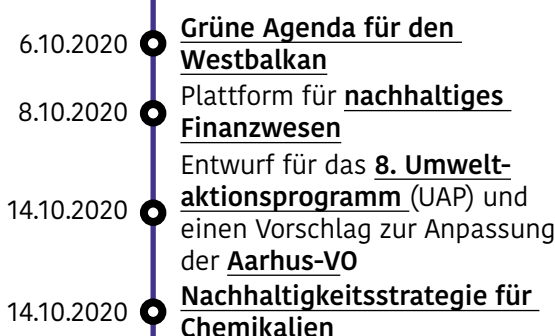 6.10.2020 Grüne Agenda für den
Westbalkan
8.10.2020 Plattform für nachhaltiges
Finanzwesen
Entwurf für das 8. Umwelt-
14.10.2020 aktionsprogramm (UAP) und
einen Vorschlag zur Anpassung
der Aarhus-VO
14.10.2020 Nachhaltigkeitsstrategie für
Chemikalien